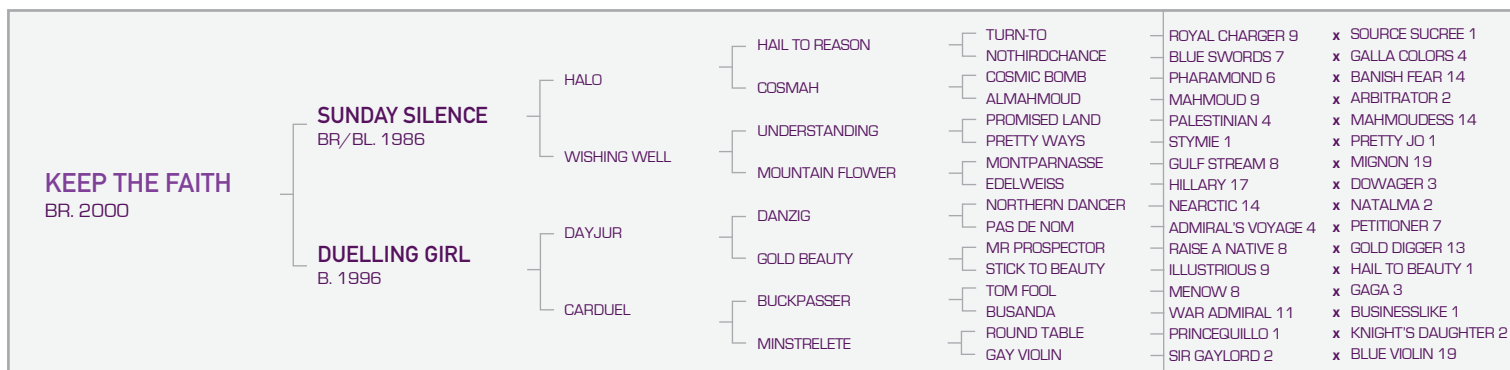 KEEP THE FAITH
BR. 2000
SUNDAY SILENCE
BR/BL. 1986
DUELLING GIRL
B. 1996
HALO
WISHING WELL
DAYJUR
CARDUEL
HAIL TO REASON
COSMAH
UNDERSTANDING
MOUNTAIN FLOWER
DANZIG
GOLD BEAUTY
BUCKPASSER
MINSTRELETE
TURN-TO
NOTHIRDCHANCE
COSMIC BOMB
ALMAHMOUD
PROMISED LAND
PRETTY WAYS
MONTPARNASSE
EDELWEISS
NORTHERN DANCER
PAS DE NOM
MR PROSPECTOR
STICK TO BEAUTY
TOM FOOL
BUSANDA
ROUND TABLE
GAY VIOLIN
ROYAL CHARGER 9 x SOURCE SUCREE 1
BLUE SWORDS 7 x GALLA COLORS 4
PHARAMOND 6 x BANISH FEAR 14
MAHMOUD 9 x ARBITRATOR 2
PALESTINIAN 4 x MAHMOUDESS 14
STYMIE 1 x PRETTY JO 1
GULF STREAM 8 x MIGNON 19
HILLARY 17 x DOWAGER 3
NEARCTIC 14 x NATALMA 2
ADMIRAL'S VOYAGE 4 x PETITIONER 7
RAISE A NATIVE 8 x GOLD DIGGER 13
ILLUSTRIOUS 9 x HAIL TO BEAUTY 1
MENOW 8 x GAGA 3
WAR ADMIRAL 11 x BUSINESSLIKE 1
PRINCEQUILLO 1 x KNIGHT'S DAUGHTER 2
SIR GAYLORD 2 x BLUE VIOLIN 19